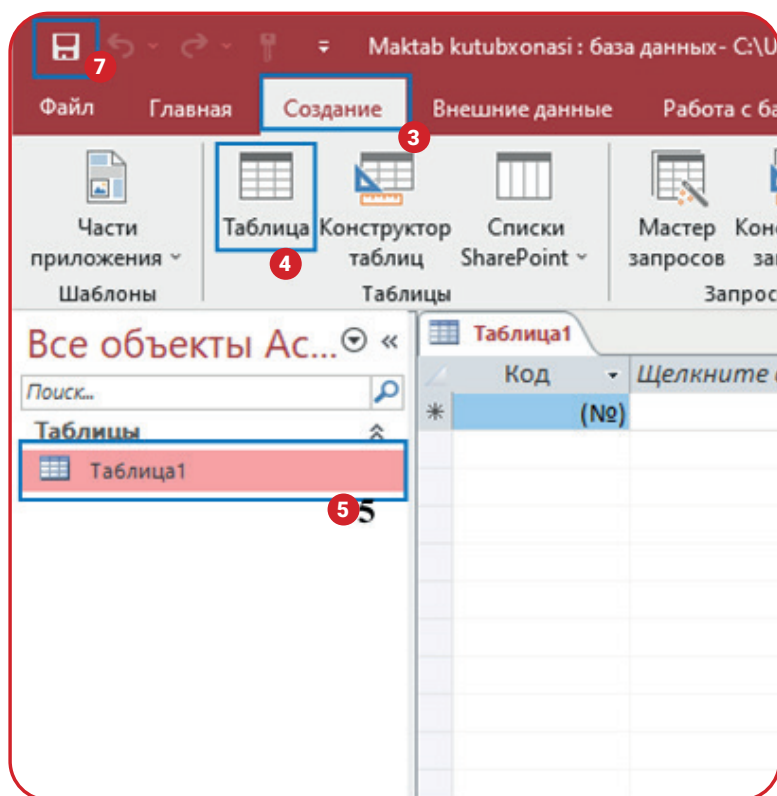 7
Maktab kutubxonasi : база данных- C:\U
Файл Главная Создание Внешние данные Работа с ба
3
Части приложения
Таблица
4
Конструктор таблиц
Списки SharePoint
Мастер запросов
Конс
за
Шаблоны
Таблицы
Запрос
Все объекты Ac...
Поиск...
Таблицы
Таблица1
5
5
Таблица1
Код Щелкните
(№)